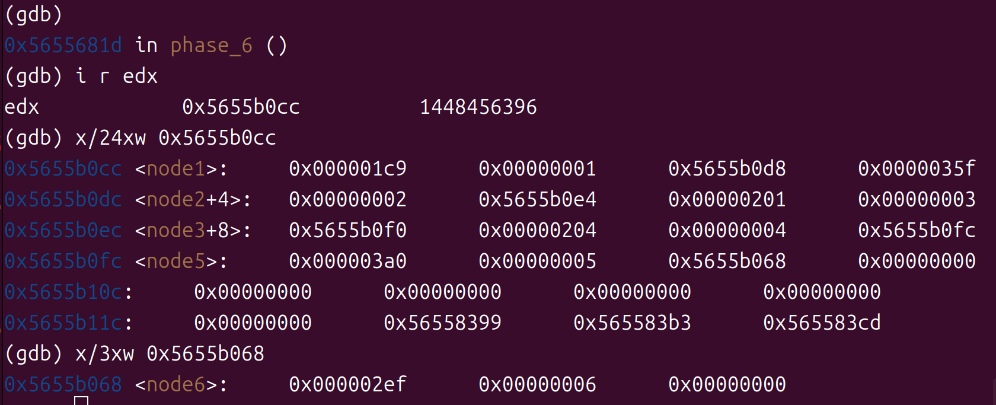 (gdb)
0x5655681d in phase_6 ()
(gdb) i r edx
edx            0x5655b0cc          1448456396
(gdb) x/24xw 0x5655b0cc
0x5655b0cc <node1>:     0x000001c9      0x00000001      0x5655b0d8      0x0000035f
0x5655b0dc <node2+4>:   0x00000002      0x5655b0e4      0x00000201      0x00000003
0x5655b0ec <node3+8>:   0x5655b0f0      0x00000204      0x00000004      0x5655b0fc
0x5655b0fc <node5>:     0x000003a0      0x00000005      0x5655b068      0x00000000
0x5655b10c:     0x00000000      0x00000000      0x00000000      0x00000000
0x5655b11c:     0x00000000      0x56558399      0x565583b3      0x565583cd
(gdb) x/3xw 0x5655b068
0x5655b068 <node6>:     0x000002ef      0x00000006      0x00000000